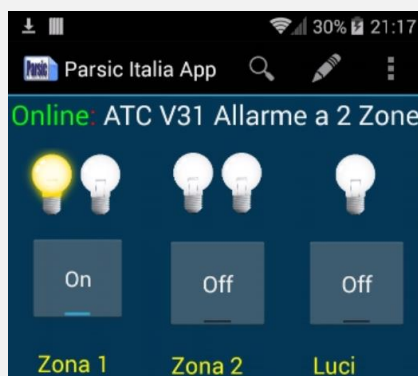 30% 21:17
Parsic Parsic Italia App
Online: ATC V31 Allarme a 2 Zone
On Off Off
Zona 1 Zona 2 Luci